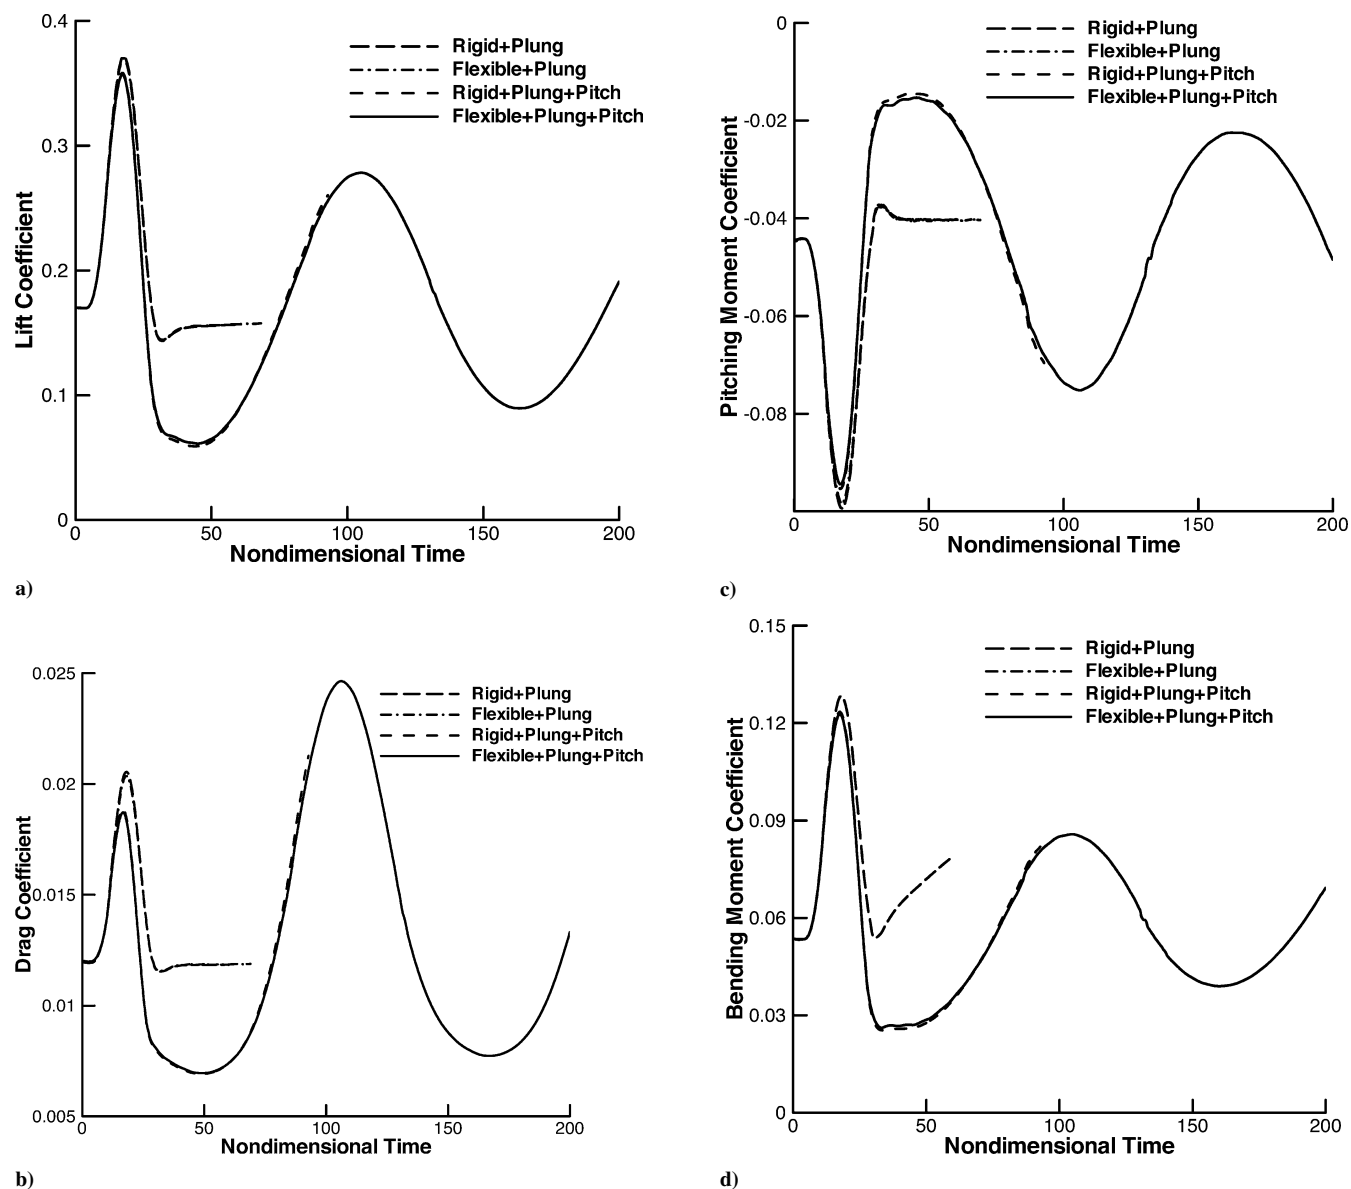 0.4
0.3
0.2
0.1
0
Lift Coefficient
Rigid+Plung
Flexible+Plung
Rigid+Plung+Pitch
Flexible+Plung+Pitch
0
50
100
150
200
Nondimensional Time
a)
0
-0.02
-0.04
-0.06
-0.08
Pitching Moment Coefficient
Rigid+Plung
Flexible+Plung
Rigid+Plung+Pitch
Flexible+Plung+Pitch
0
50
100
150
200
Nondimensional Time
c)
0.025
0.02
0.015
0.01
0.005
Drag Coefficient
Rigid+Plung
Flexible+Plung
Rigid+Plung+Pitch
Flexible+Plung+Pitch
0
50
100
150
200
Nondimensional Time
b)
0.15
0.12
0.09
0.06
0.03
0
Bending Moment Coefficient
Rigid+Plung
Flexible+Plung
Rigid+Plung+Pitch
Flexible+Plung+Pitch
0
50
100
150
200
Nondimensional Time
d)